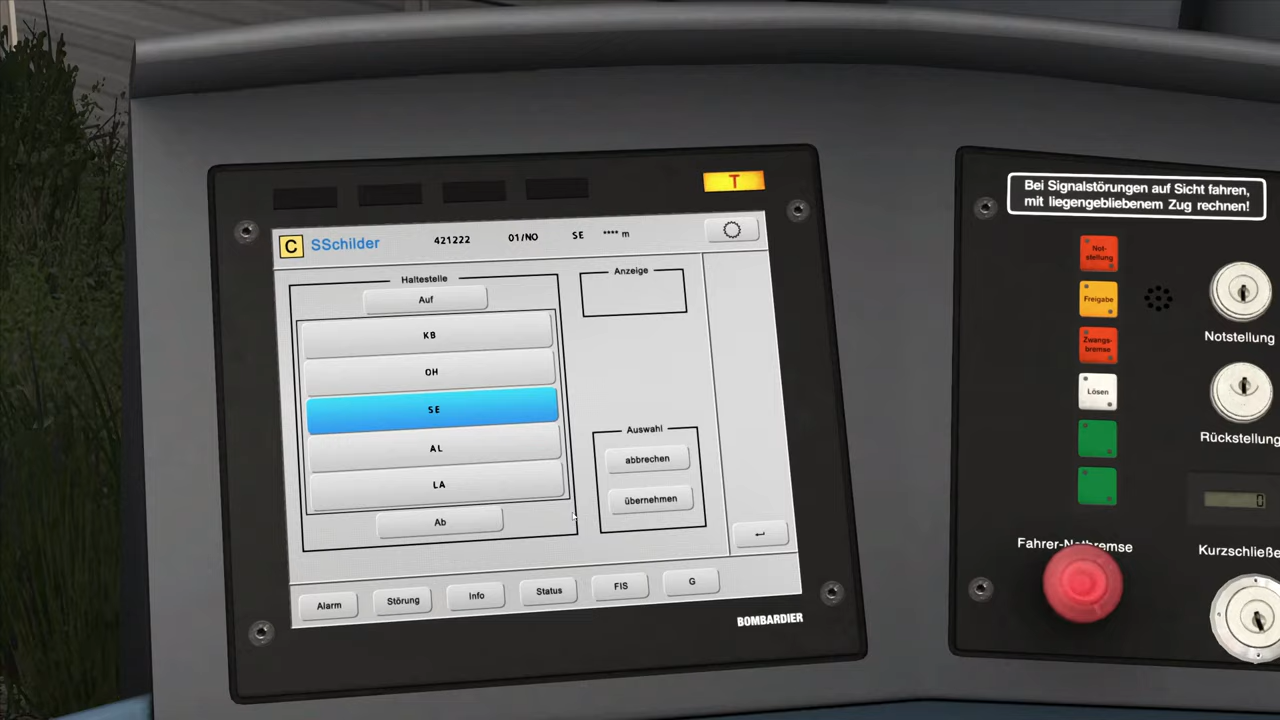 T
Bei Signalstörungen auf Sicht fahren,
mit liegengebliebenem Zug rechnen!
C SSchilder 421222 01/NO SE **** m
Haltestelle
Auf
KB
OH
SE
AL
LA
Ab
Anzeige
Auswahl
abbrechen
übernehmen
Alarm Störung Info Status FIS G
BOMBARDIER
Not-
stellung
Freigabe
Zwangs-
bremse
Lösen
Fahrer-Notbremse
Notstellung
Rückstellung
0
Kurzschließe